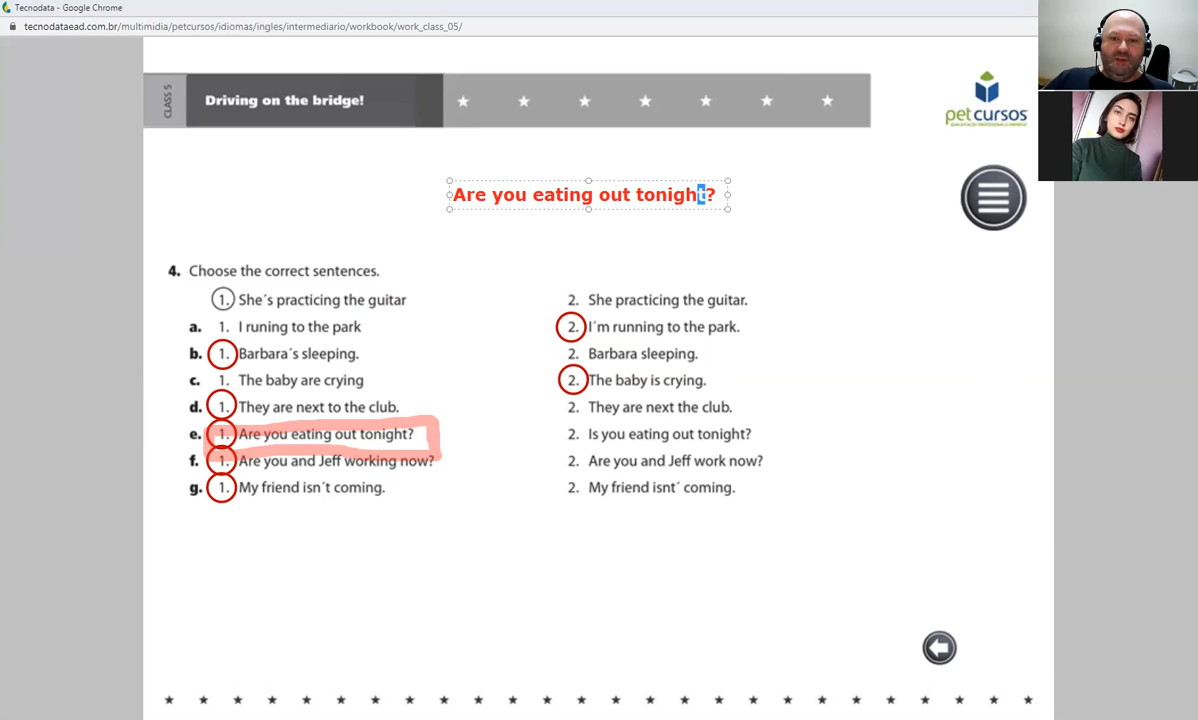 Tecnodata - Google Chrome
tecnodataead.com.br/multimidia/petcursos/idiomas/ingles/intermediario/workbook/work_class_05/
CLASS 5
Driving on the bridge!
petcursos
QUALIFICAÇÃO PROFISSIONAL & EMPREGO
Are you eating out tonight?
4. Choose the correct sentences.
1. She´s practicing the guitar 2. She practicing the guitar.
a. 1. I runing to the park 2. I´m running to the park.
b. 1. Barbara´s sleeping. 2. Barbara sleeping.
c. 1. The baby are crying 2. The baby is crying.
d. 1. They are next to the club. 2. They are next the club.
e. 1. Are you eating out tonight? 2. Is you eating out tonight?
f. 1. Are you and Jeff working now? 2. Are you and Jeff work now?
g. 1. My friend isn´t coming. 2. My friend isnt´ coming.